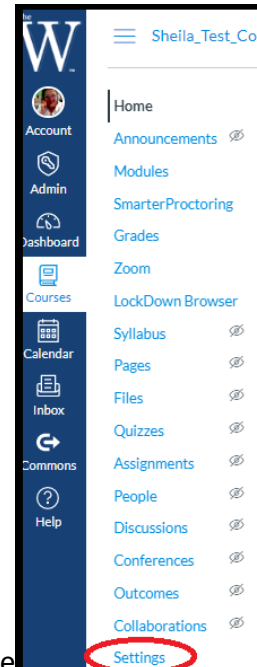 the
W
Account
Admin
Dashboard
Courses
Calendar
Inbox
Commons
Help
Sheila_Test_Co
Home
Announcements
Modules
SmarterProctoring
Grades
Zoom
LockDown Browser
Syllabus
Pages
Files
Quizzes
Assignments
People
Discussions
Conferences
Outcomes
Collaborations
Settings
e